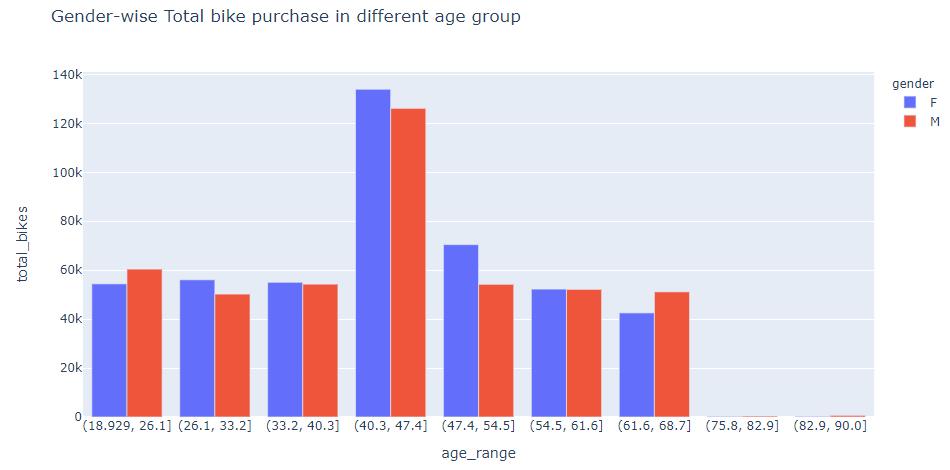 Gender-wise Total bike purchase in different age group
gender
F
M
total_bikes
140k
120k
100k
80k
60k
40k
20k
0
(18.929, 26.1] (26.1, 33.2] (33.2, 40.3] (40.3, 47.4] (47.4, 54.5] (54.5, 61.6] (61.6, 68.7] (75.8, 82.9] (82.9, 90.0]
age_range